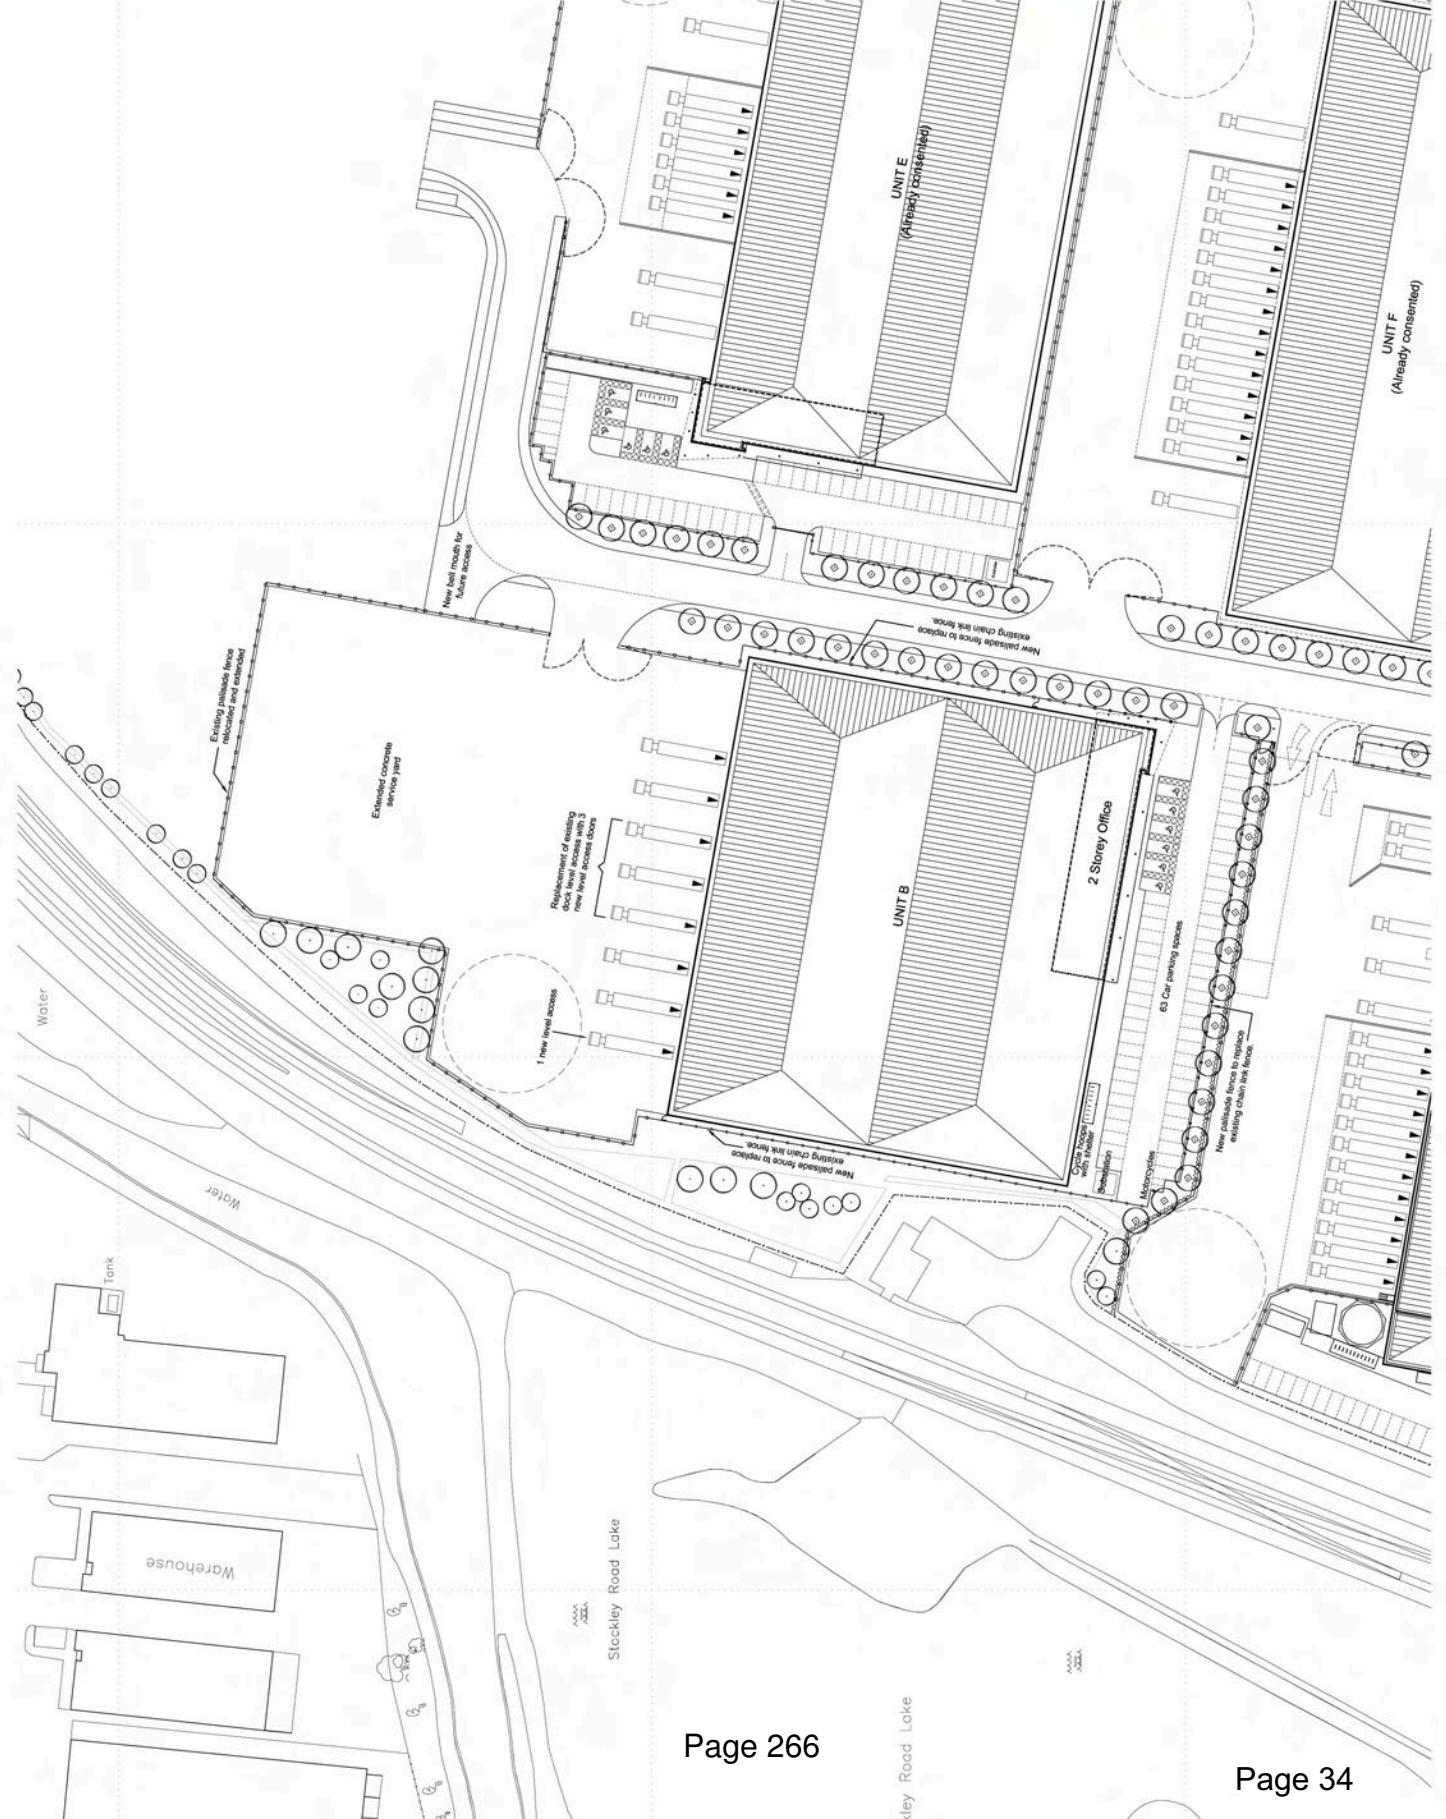 UNIT E
(Already consented)
UNIT F
(Already consented)
New bell mouth for
future access
New palisade fence to replace
existing chain link fence.
Existing palisade fence
relocated and extended
Extended concrete
service yard
Replacement of existing
dock level access with 3
new level access doors
2 Storey Office
UNIT B
63 Car parking spaces
1 new level access
Water
New palisade fence to replace
existing chain link fence.
New palisade fence to replace
existing chain link fence.
Cycle hoops
with shelter
Substation
Motorcycles
Water
Tank
Warehouse
Stockley Road Lake
kley Road Lake
Page 266
Page 34